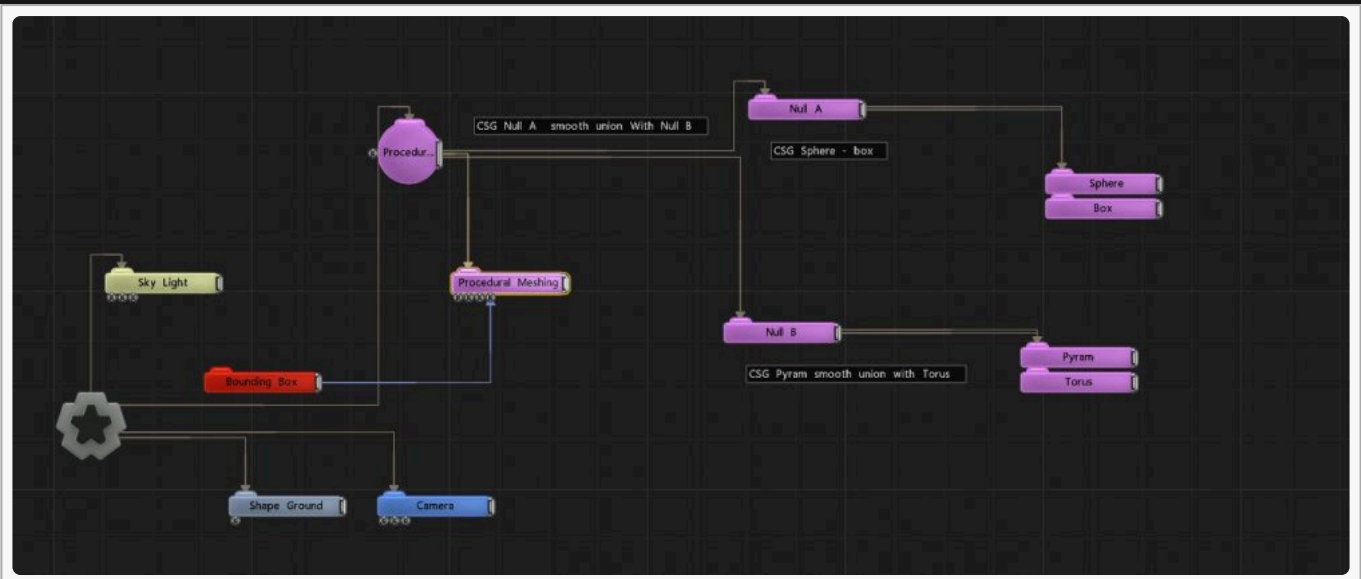 Null A
CSG Null A smooth union With Null B
Procedur...
CSG Sphere - box
Sphere
Box
Sky Light
Procedural Meshing
Null B
Pyram
CSG Pyram smooth union with Torus
Torus
Bounding Box
Shape Ground
Camera